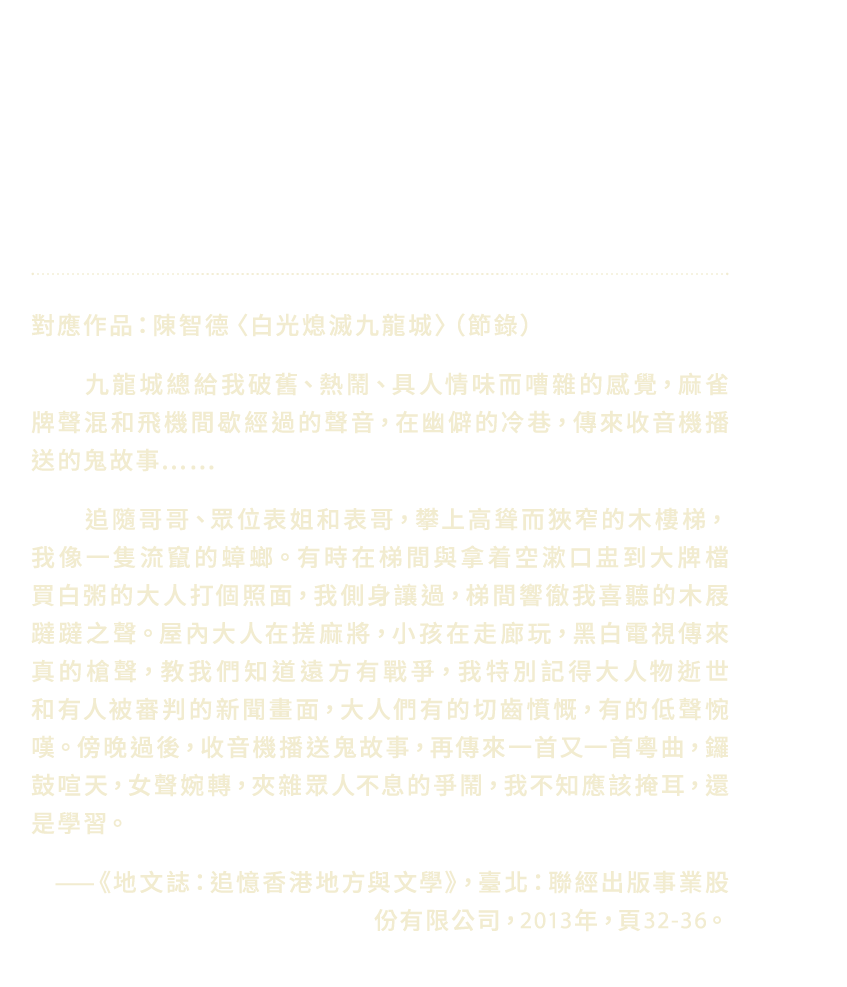 對應作品：陳智德〈白光熄滅九龍城〉（節錄）
九龍城總給我破舊、熱鬧、具人情味而嘈雜的感覺，麻雀
牌聲混和飛機間歇經過的聲音，在幽僻的冷巷，傳來收音機播
送的鬼故事……
追隨哥哥、眾位表姐和表哥，攀上高聳而狹窄的木樓梯，
我像一隻流竄的蟑螂。有時在梯間與拿着空漱口盅到大牌檔
買白粥的大人打個照面，我側身讓過，梯間響徹我喜聽的木屐
躂躂之聲。屋內大人在搓麻將，小孩在走廊玩，黑白電視傳來
真的槍聲，教我們知道遠方有戰爭，我特別記得大人物逝世
和有人被審判的新聞畫面，大人們有的切齒憤慨，有的低聲惋
嘆。傍晚過後，收音機播送鬼故事，再傳來一首又一首粵曲，鑼
鼓喧天，女聲婉轉，夾雜眾人不息的爭鬧，我不知應該掩耳，還
是學習。
——《地文誌：追憶香港地方與文學》，臺北：聯經出版事業股
份有限公司，2013年，頁32-36。